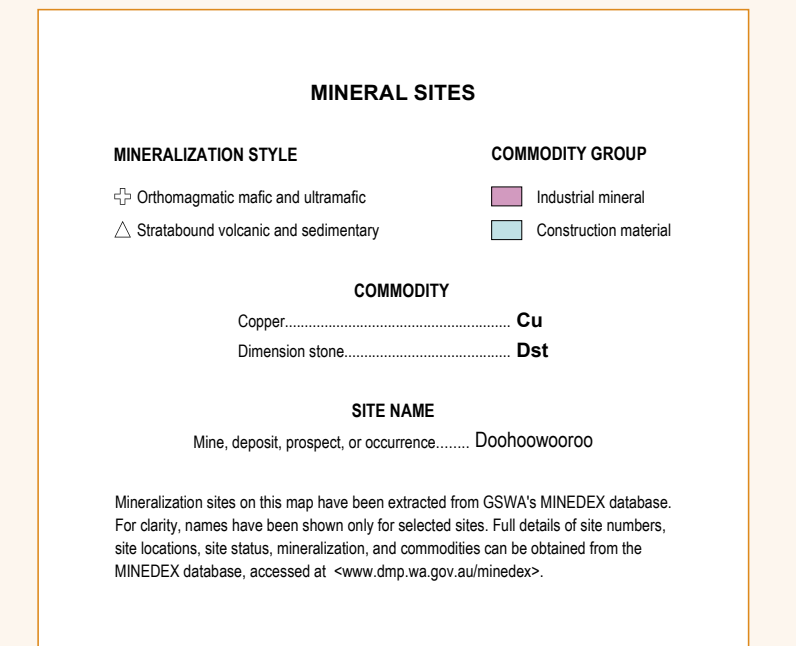 MINERAL SITES
MINERALIZATION STYLE
Orthomagmatic mafic and ultramafic
Stratabound volcanic and sedimentary
COMMODITY GROUP
Industrial mineral
Construction material
COMMODITY
Copper......................................................... Cu
Dimension stone.......................................... Dst
SITE NAME
Mine, deposit, prospect, or occurrence........ Doohoowooroo
Mineralization sites on this map have been extracted from GSWA's MINEDEX database.
For clarity, names have been shown only for selected sites. Full details of site numbers,
site locations, site status, mineralization, and commodities can be obtained from the
MINEDEX database, accessed at <www.dmp.wa.gov.au/minedex>.